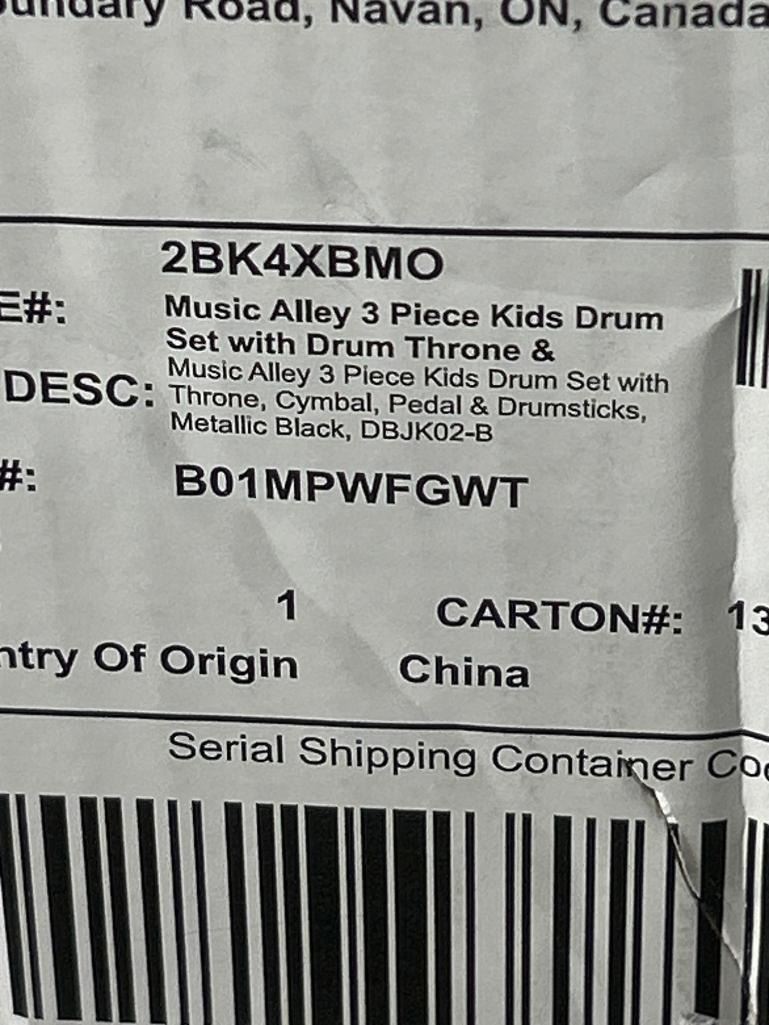 Road, Navan, ON, Canada
2BK4XBMO
E#:
Music Alley 3 Piece Kids Drum
Set with Drum Throne &
DESC:
Music Alley 3 Piece Kids Drum Set with
Throne, Cymbal, Pedal & Drumsticks,
Metallic Black, DBJK02-B
#:
B01MPWFGWT
1 CARTON#: 13
ntry Of Origin China
Serial Shipping Container